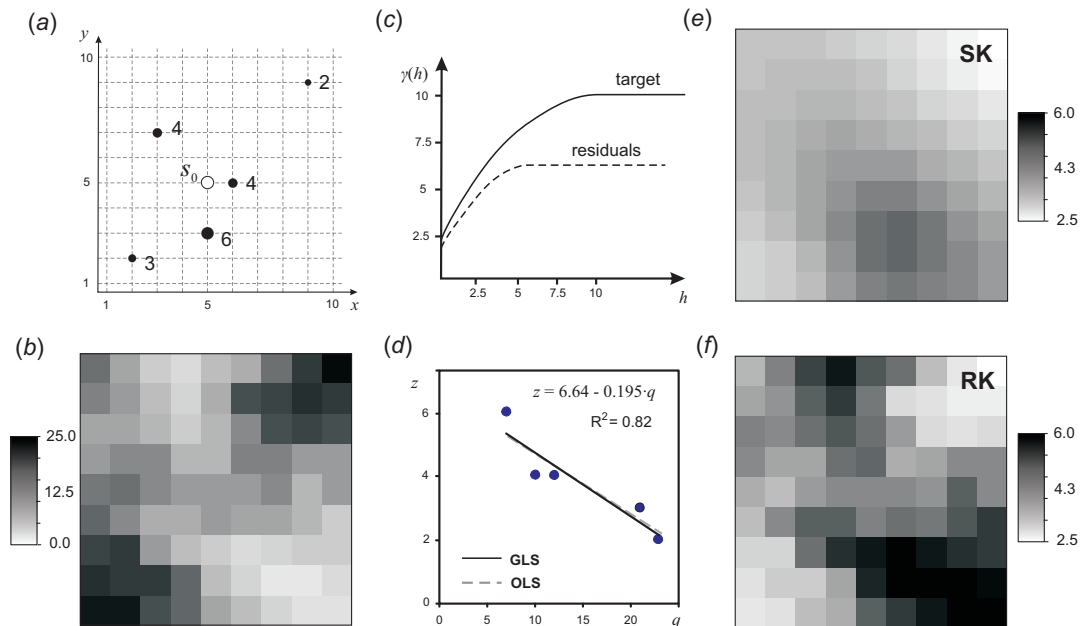 (a)
y
10
5
1
1
5
10
x
2
4
S0
4
6
3
(b)
25.0
12.5
0.0
(c)
γ(h)
10
7.5
5
2.5
2.5
5
7.5
10
h
target
residuals
(d)
z
6
4
2
0
0
5
10
15
20
q
z = 6.64 - 0.195·q
R2 = 0.82
GLS
OLS
(e)
SK
6.0
4.3
2.5
(f)
RK
6.0
4.3
2.5